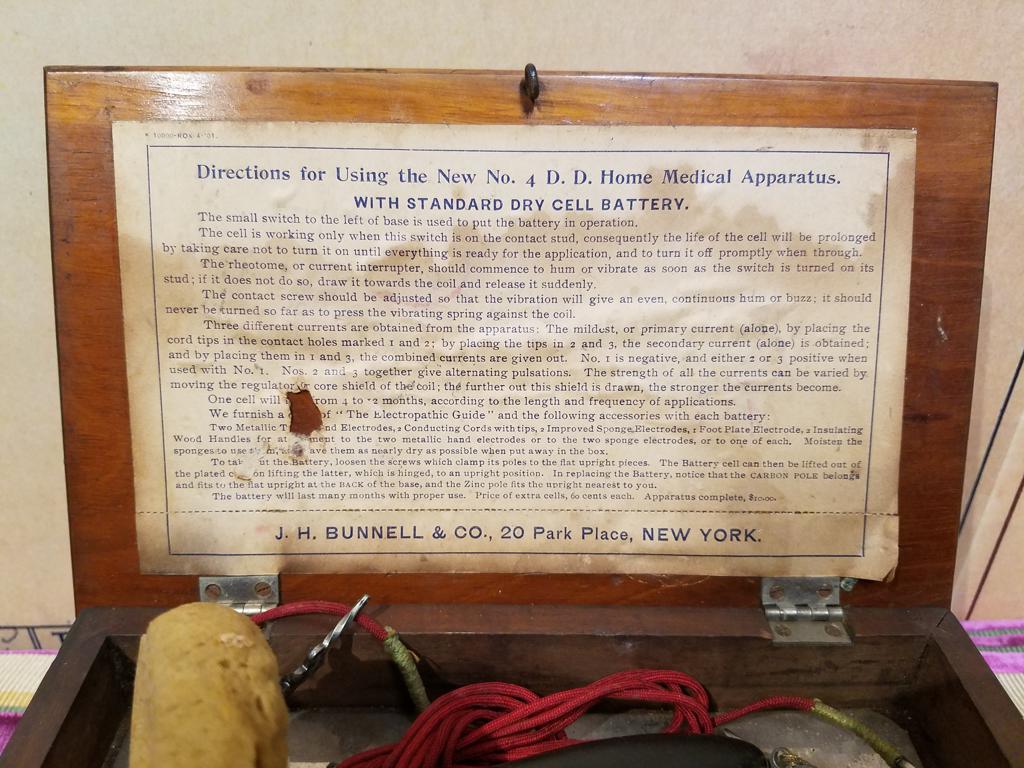 Directions for Using the New No. 4 D. D. Home Medical Apparatus.
WITH STANDARD DRY CELL BATTERY.
The small switch to the left of base is used to put the battery in operation.
The cell is working only when this switch is on the contact stud, consequently the life of the cell will be prolonged
by taking care not to turn it on until everything is ready for the application, and to turn it off promptly when through.
The rheotome, or current interrupter, should commence to hum or vibrate as soon as the switch is turned on its
stud; if it does not do so, draw it towards the coil and release it suddenly.
The contact screw should be adjusted so that the vibration will give an even, continuous hum or buzz; it should
never be turned so far as to press the vibrating spring against the coil.
Three different currents are obtained from the apparatus: The mildest, or primary current (alone), by placing the
cord tips in the contact holes marked 1 and 2; by placing the tips in 2 and 3, the secondary current (alone) is obtained;
and by placing them in 1 and 3, the combined currents are given out. No. 1 is negative, and either 2 or 3 positive when
used with No. 1. Nos. 2 and 3 together give alternating pulsations. The strength of all the currents can be varied by
moving the regulator or core shield of the coil; the further out this shield is drawn, the stronger the currents become.
One cell will from 4 to 12 months, according to the length and frequency of applications.
We furnish a of "The Electropathic Guide" and the following accessories with each battery:
Two Metallic nd Electrodes, 2 Conducting Cords with tips, 2 Improved Sponge Electrodes, 1 Foot Plate Electrode, 2 Insulating
Wood Handles for at ment to the two metallic hand electrodes or to the two sponge electrodes, or to one of each. Moisten the
sponges to use ave them as nearly dry as possible when put away in the box.
To ta ut the Battery, loosen the screws which clamp its poles to the flat upright pieces. The Battery cell can then be lifted out of
the plated on lifting the latter, which is hinged, to an upright position. In replacing the Battery, notice that the CARBON POLE belongs
and fits to the flat upright at the BACK of the base, and the Zinc pole fits the upright nearest to you.
The battery will last many months with proper use. Price of extra cells, 60 cents each. Apparatus complete, $10.00.
J. H. BUNNELL & CO., 20 Park Place, NEW YORK.